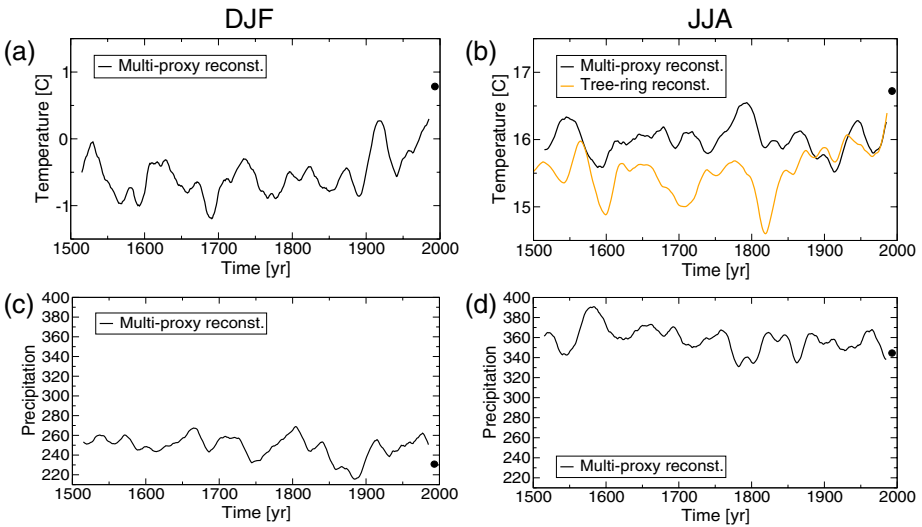 DJF
JJA
(a)
Multi-proxy reconst.
Temperature [C]
1
0
-1
1500 1600 1700 1800 1900 2000
Time [yr]
(b)
Multi-proxy reconst.
Tree-ring reconst.
Temperature [C]
17
16
15
1500 1600 1700 1800 1900 2000
Time [yr]
(c)
Multi-proxy reconst.
Precipitation
400
380
360
340
320
300
280
260
240
220
1500 1600 1700 1800 1900 2000
Time [yr]
(d)
Multi-proxy reconst.
Precipitation
400
380
360
340
320
300
280
260
240
220
1500 1600 1700 1800 1900 2000
Time [yr]